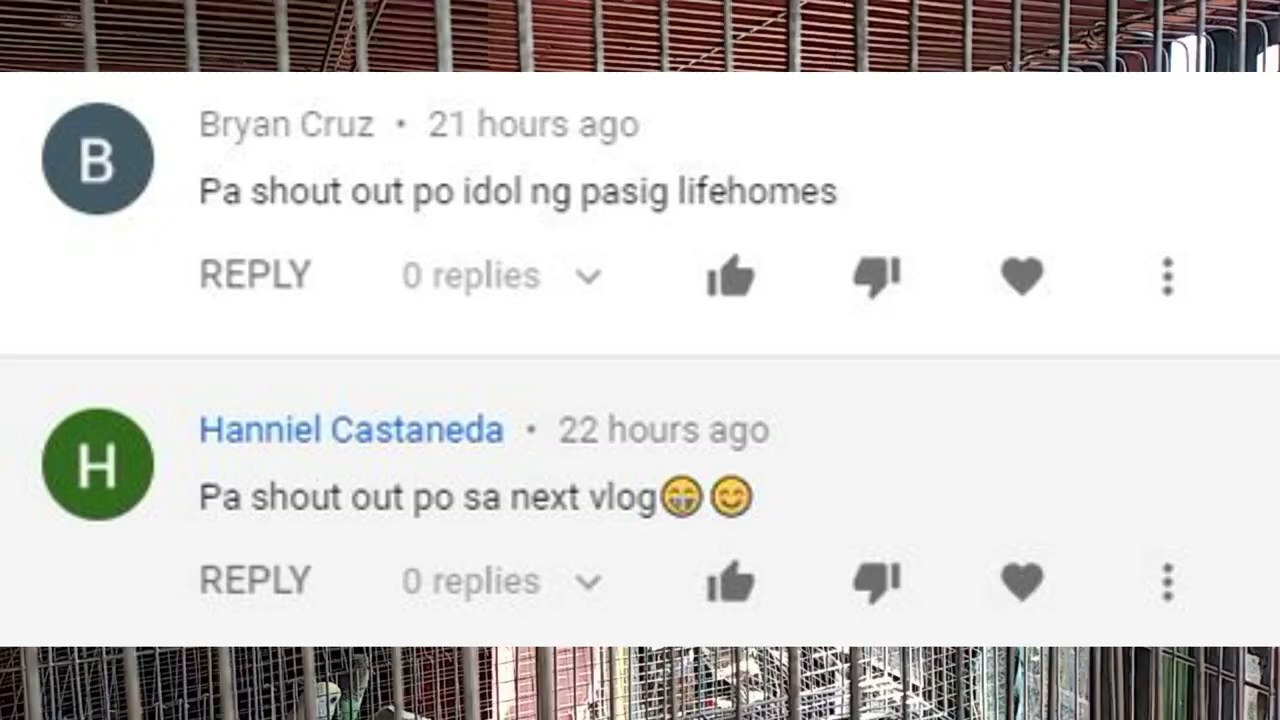 B
Bryan Cruz • 21 hours ago
Pa shout out po idol ng pasig lifehomes
REPLY 0 replies
H
Hanniel Castaneda • 22 hours ago
Pa shout out po sa next vlog😁😊
REPLY 0 replies